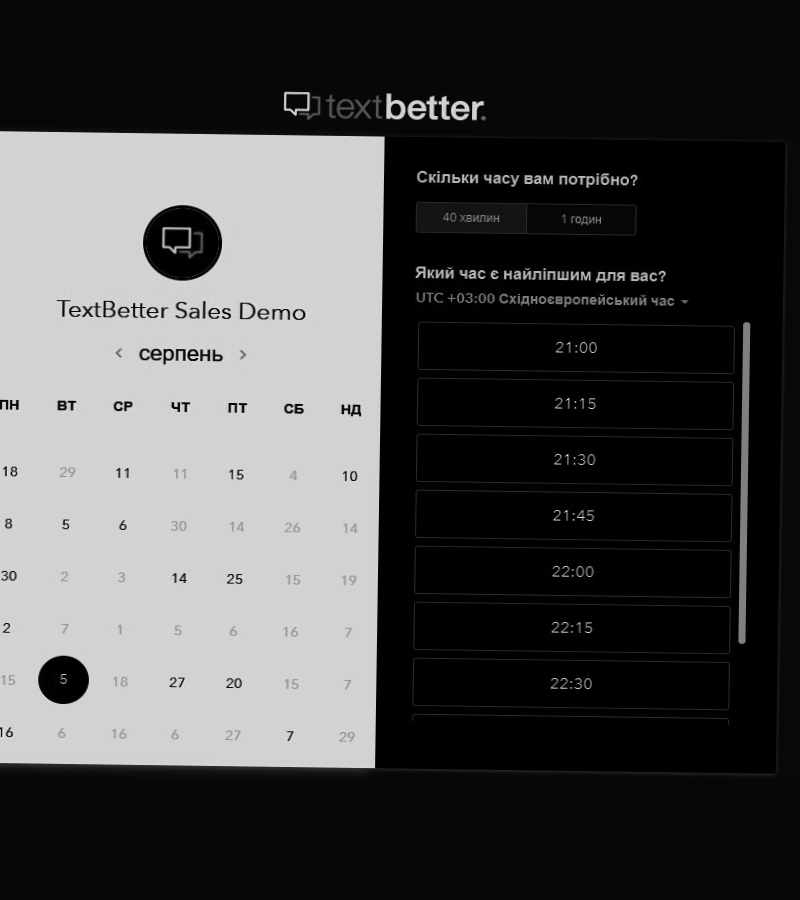 textbetter.
TextBetter Sales Demo
серпень
ПН ВТ СР ЧТ ПТ СБ НД
18 29 11 11 15 4 10
8 5 6 30 14 26 14
30 2 3 14 25 15 19
2 7 1 5 6 16 7
15 5 18 27 20 15 7
16 6 16 6 27 7 29
Скільки часу вам потрібно?
40 хвилин 1 годин
Який час є найліпшим для вас?
UTC +03:00 Східноєвропейський час
21:00
21:15
21:30
21:45
22:00
22:15
22:30